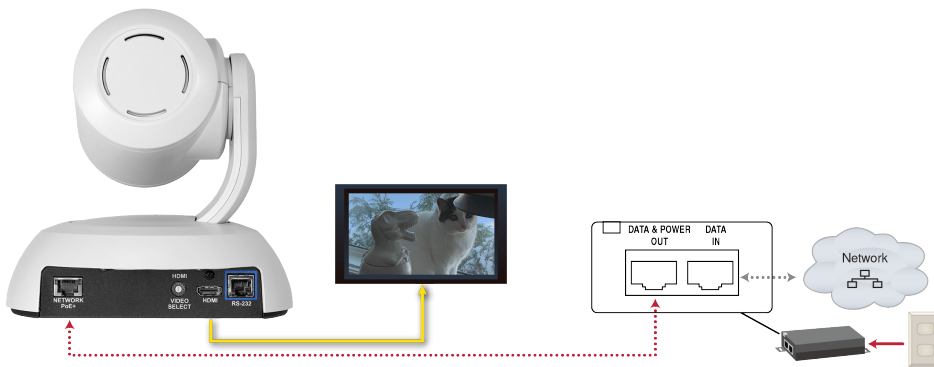 NETWORK
PoE+
HDMI
VIDEO
SELECT
HDMI
RS-232
DATA & POWER
OUT
DATA
IN
Network